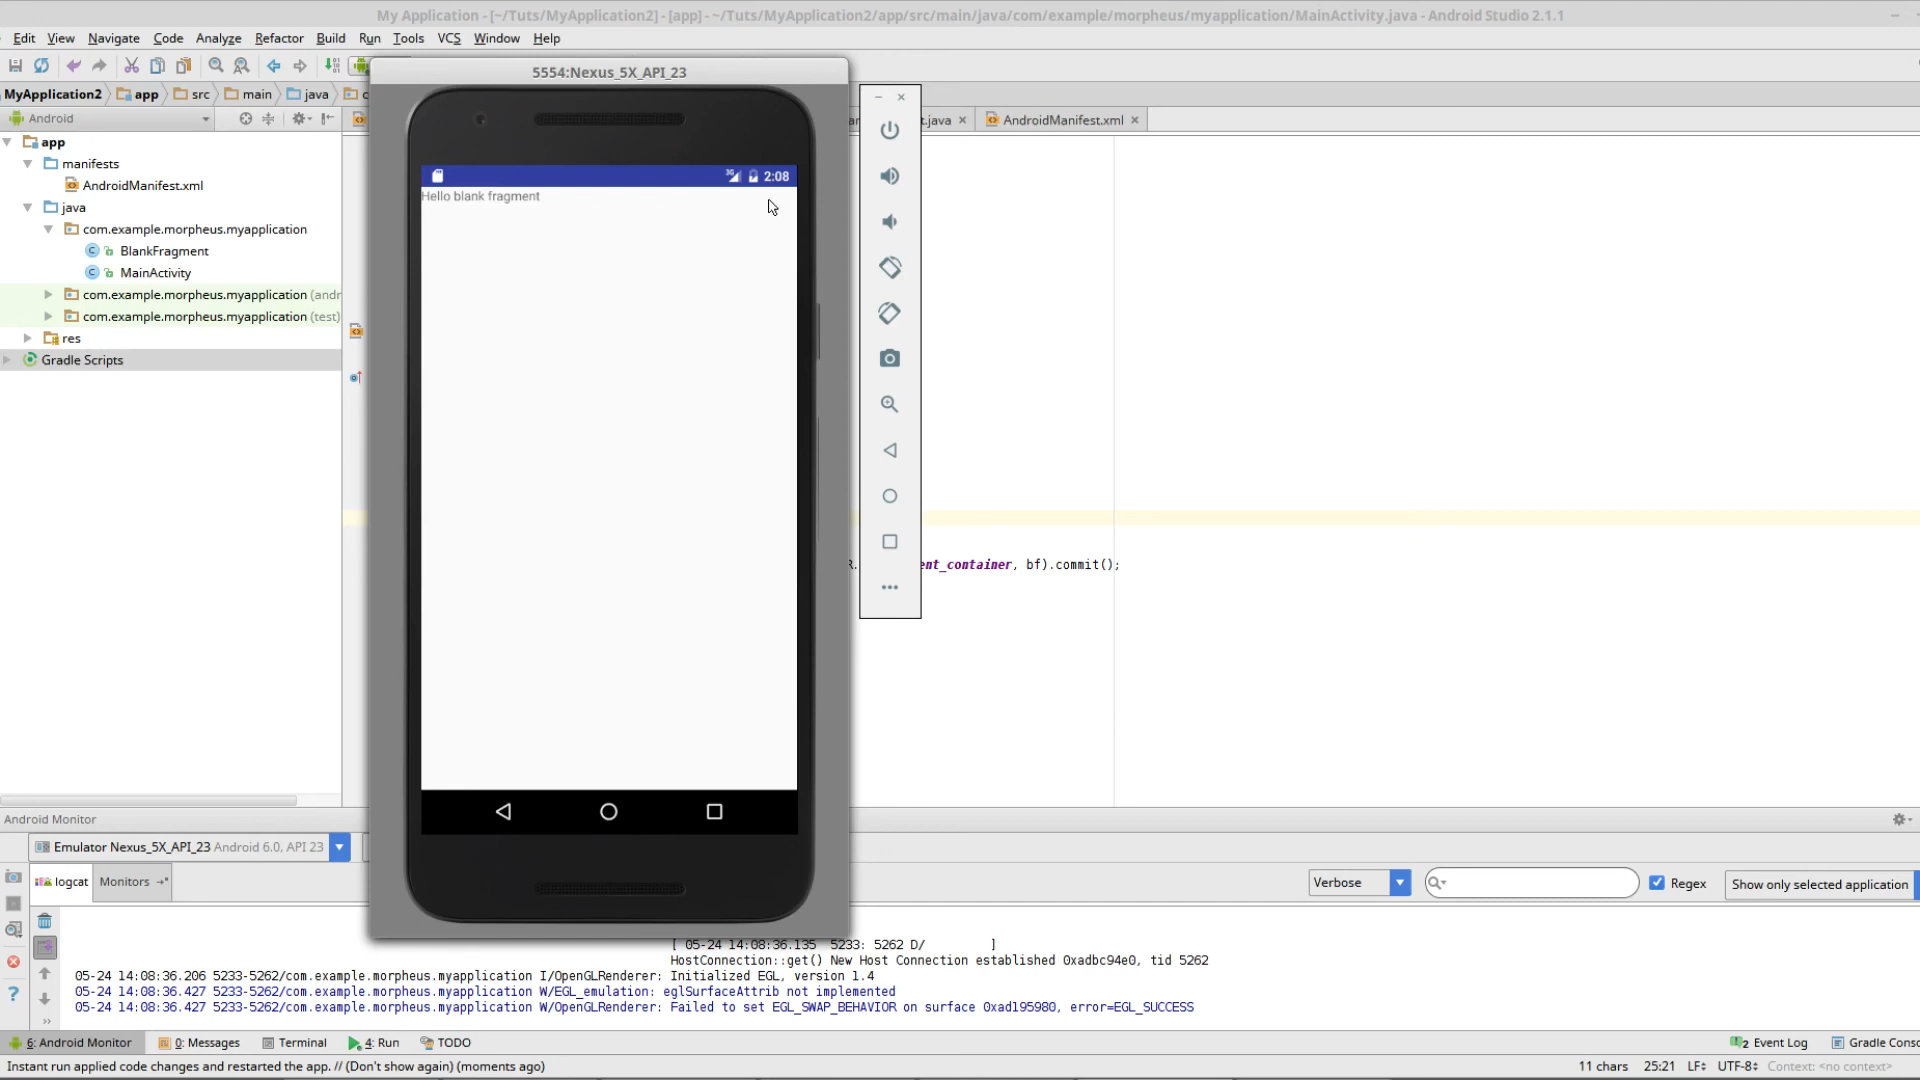 My Application - [~/Tuts/MyApplication2] - [app] - ~/Tuts/MyApplication2/app/src/main/java/com/example/morpheus/myapplication/MainActivity.java - Android Studio 2.1.1
Edit View Navigate Code Analyze Refactor Build Run Tools VCS Window Help
5554:Nexus_5X_API_23
MyApplication2 app src main java
Android
.java AndroidManifest.xml
app
manifests
AndroidManifest.xml
java
com.example.morpheus.myapplication
BlankFragment
MainActivity
com.example.morpheus.myapplication (andr
com.example.morpheus.myapplication (test)
res
Gradle Scripts
3G 2:08
Hello blank fragment
R. ent_container, bf).commit();
Android Monitor
Emulator Nexus_5X_API_23 Android 6.0, API 23
logcat Monitors
Verbose Regex Show only selected application
[ 05-24 14:08:36.135 5233: 5262 D/ ]
HostConnection::get() New Host Connection established 0xadbc94e0, tid 5262
05-24 14:08:36.206 5233-5262/com.example.morpheus.myapplication I/OpenGLRenderer: Initialized EGL, version 1.4
05-24 14:08:36.427 5233-5262/com.example.morpheus.myapplication W/EGL_emulation: eglSurfaceAttrib not implemented
05-24 14:08:36.427 5233-5262/com.example.morpheus.myapplication W/OpenGLRenderer: Failed to set EGL_SWAP_BEHAVIOR on surface 0xad195980, error=EGL_SUCCESS
6: Android Monitor 0: Messages Terminal 4: Run TODO 2 Event Log Gradle Conso
Instant run applied code changes and restarted the app. // (Don't show again) (moments ago) 11 chars 25:21 LF UTF-8 Context: <no context>